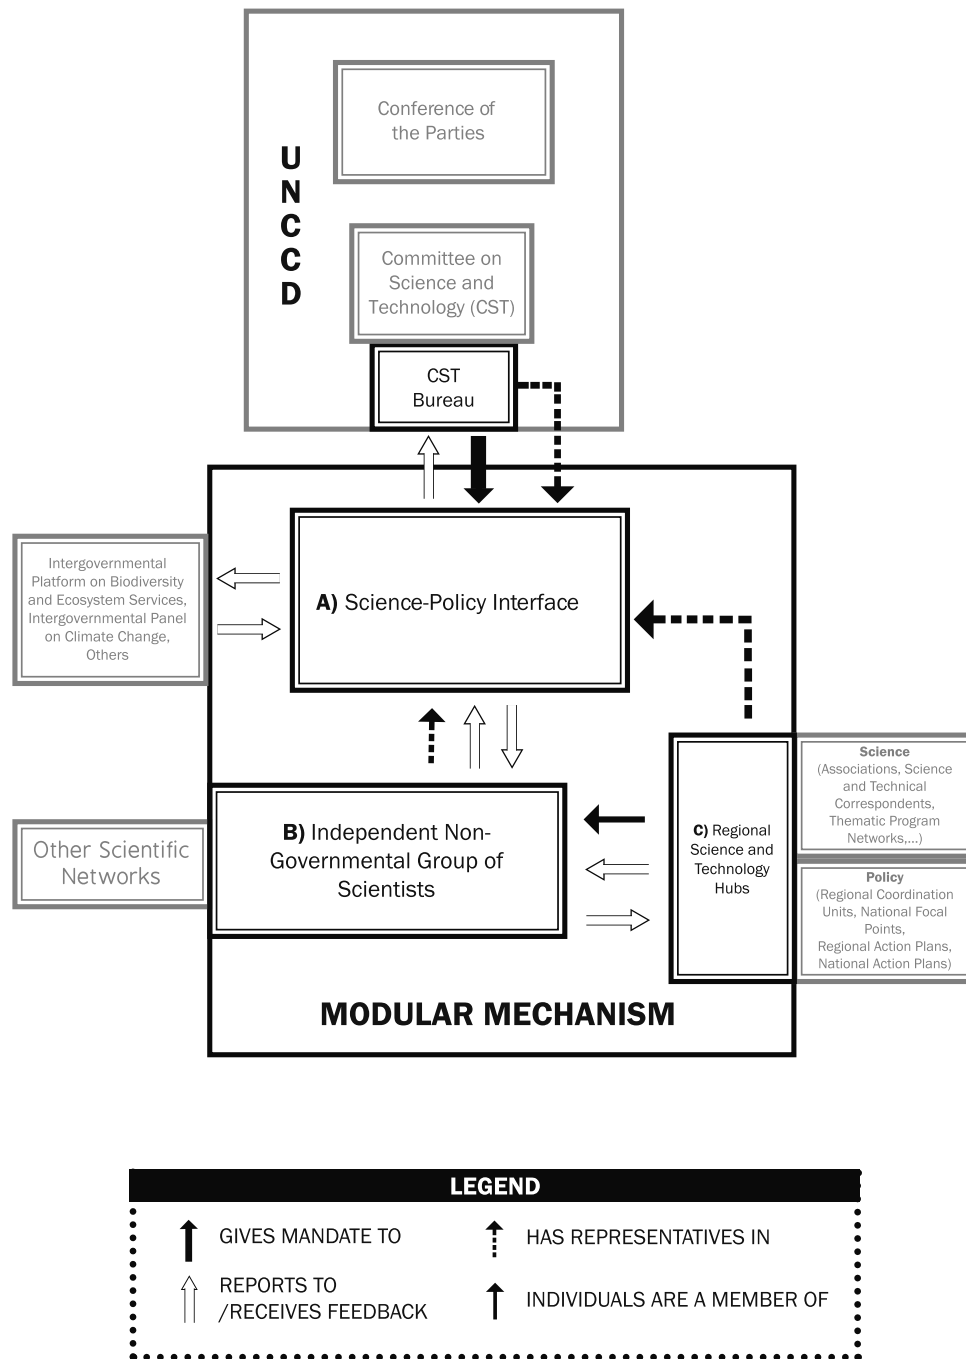 U
N
C
C
D
Conference of
the Parties
Committee on
Science and
Technology (CST)
CST
Bureau
Intergovernmental
Platform on Biodiversity
and Ecosystem Services,
Intergovernmental Panel
on Climate Change,
Others
A) Science-Policy Interface
B) Independent Non-
Governmental Group of
Scientists
Other Scientific
Networks
C) Regional
Science and
Technology
Hubs
Science
(Associations, Science
and Technical
Correspondents,
Thematic Program
Networks,...)
Policy
(Regional Coordination
Units, National Focal
Points,
Regional Action Plans,
National Action Plans)
MODULAR MECHANISM
LEGEND
GIVES MANDATE TO
HAS REPRESENTATIVES IN
REPORTS TO
/RECEIVES FEEDBACK
INDIVIDUALS ARE A MEMBER OF